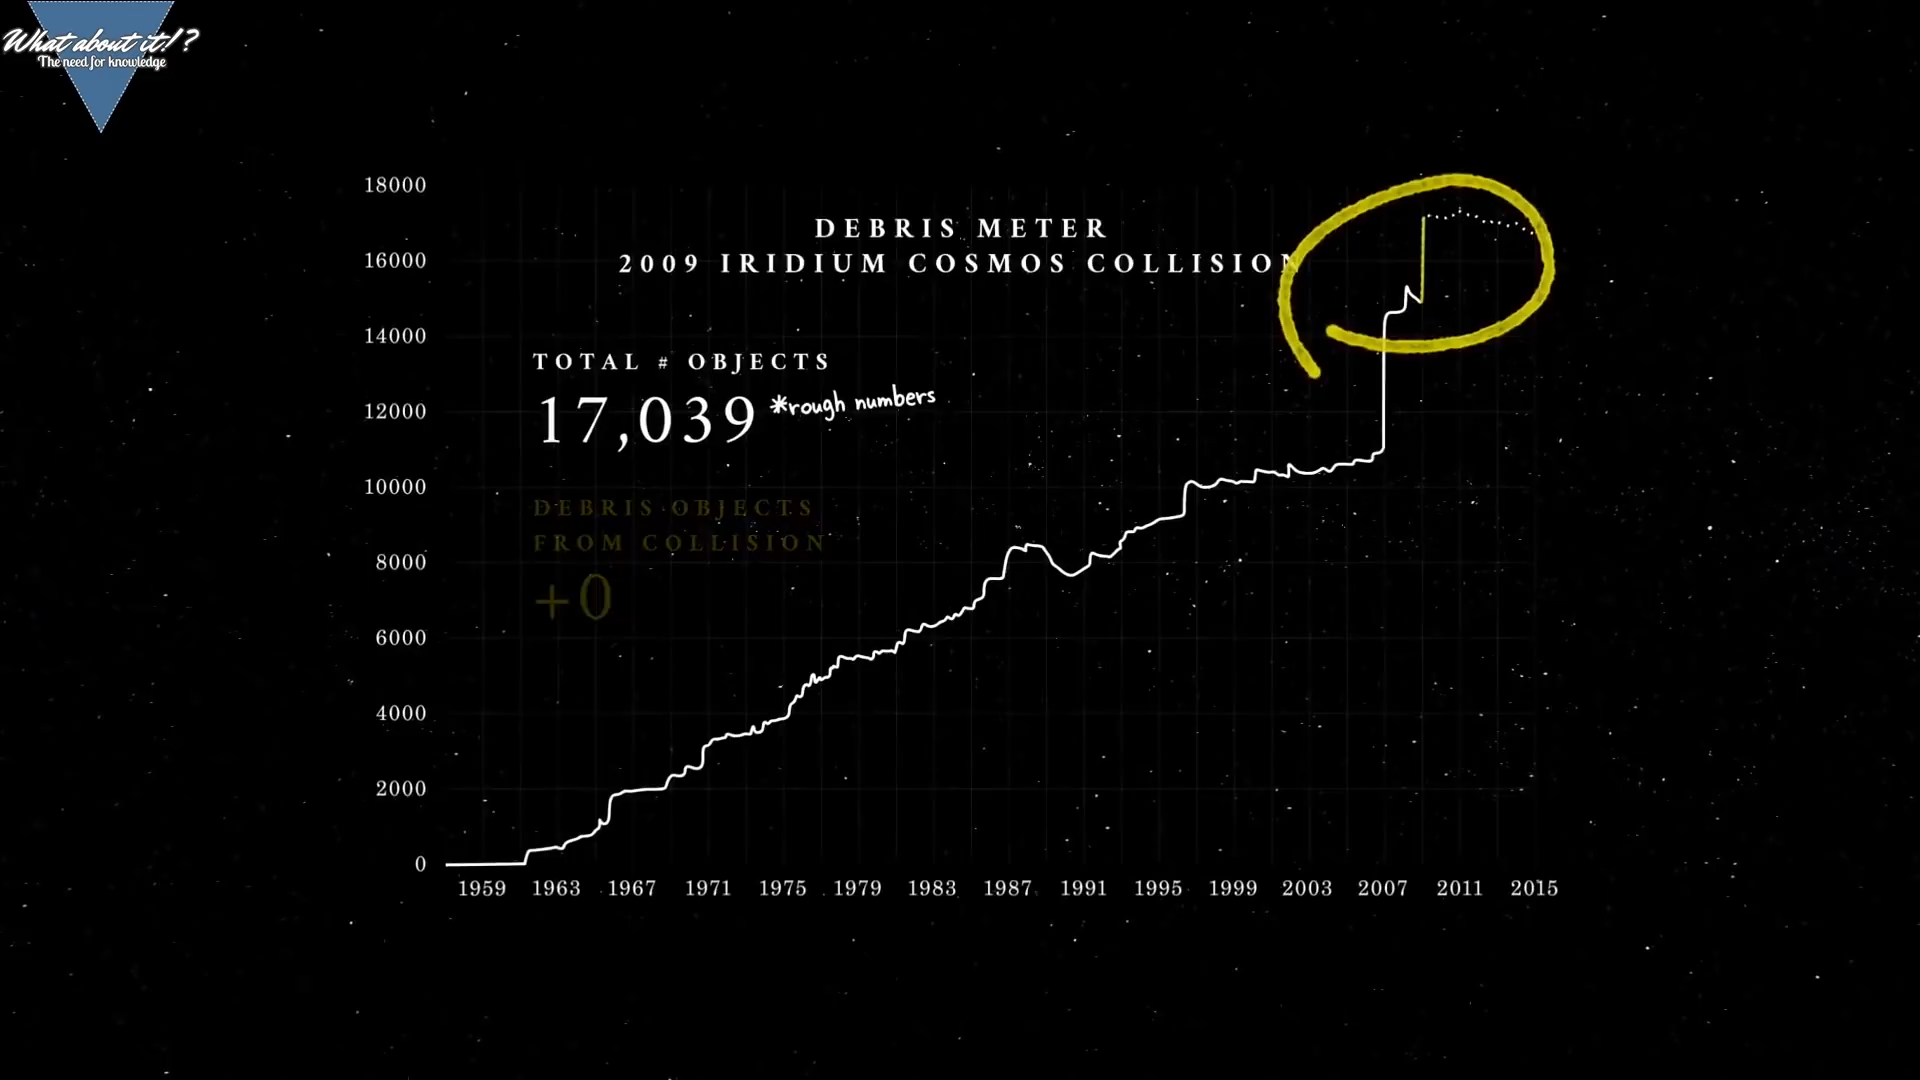 What about it!?
The need for knowledge
DEBRIS METER
2009 IRIDIUM COSMOS COLLISION
TOTAL # OBJECTS
17,039 *rough numbers
DEBRIS OBJECTS
FROM COLLISION
+0
18000
16000
14000
12000
10000
8000
6000
4000
2000
0
1959 1963 1967 1971 1975 1979 1983 1987 1991 1995 1999 2003 2007 2011 2015